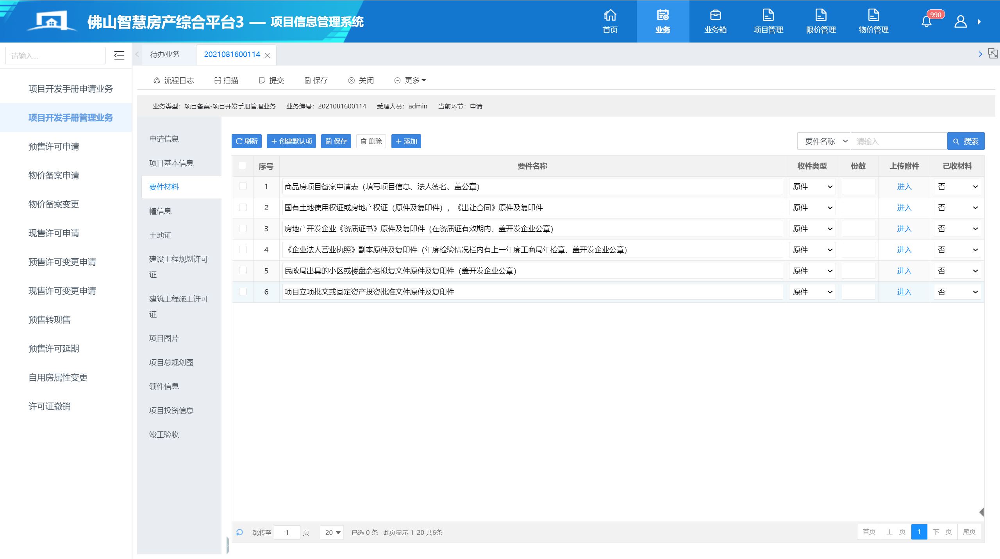 佛山智慧房产综合平台3 — 项目信息管理系统
首页
业务
业务箱
项目管理
限价管理
物价管理
990
请输入...
待办业务
2021081600114
项目开发手册申请业务
项目开发手册管理业务
预售许可申请
物价备案申请
物价备案变更
现售许可申请
预售许可变更申请
现售许可变更申请
预售转现售
预售许可延期
自用房属性变更
许可证撤销
流程日志
扫描
提交
保存
关闭
更多
业务类型：项目备案-项目开发手册管理业务 业务编号：2021081600114 受理人员：admin 当前环节：申请
申请信息
项目基本信息
要件材料
幢信息
土地证
建设工程规划许可
证
建筑工程施工许可
证
项目图片
项目总规划图
领件信息
项目投资信息
竣工验收
刷新
创建默认项
保存
删除
添加
要件名称
请输入
搜索
序号 要件名称 收件类型 份数 上传附件 已收材料
1 商品房项目备案申请表（填写项目信息、法人签名、盖公章） 原件 进入 否
2 国有土地使用权证或房地产权证（原件及复印件），《出让合同》原件及复印件 原件 进入 否
3 房地产开发企业《资质证书》原件及复印件（在资质证有效期内、盖开发企业公章） 原件 进入 否
4 《企业法人营业执照》副本原件及复印件（年度检验情况栏内有上一年度工商局年检章、盖开发企业公章） 原件 进入 否
5 民政局出具的小区或楼盘命名拟复文件原件及复印件（盖开发企业公章） 原件 进入 否
6 项目立项批文或固定资产投资批准文件原件及复印件 原件 进入 否
跳转至 1 页 20 已选 0 条 此页显示 1-20 共6条
首页 上一页 1 下一页 尾页